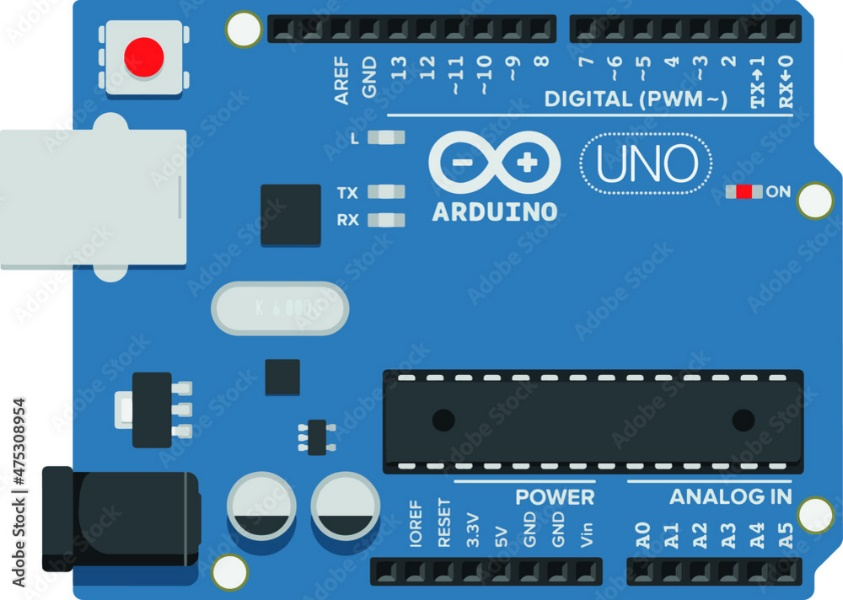 AREF
GND
13
12
~11
~10
~9
8
7
~6
~5
4
~3
2
TX→1
RX←0
DIGITAL (PWM~)
L
TX
RX
ARDUINO
UNO
ON
POWER
ANALOG IN
IOREF
RESET
3.3V
5V
GND
GND
Vin
A0
A1
A2
A3
A4
A5
Adobe Stock | #475308954
Adobe Stock